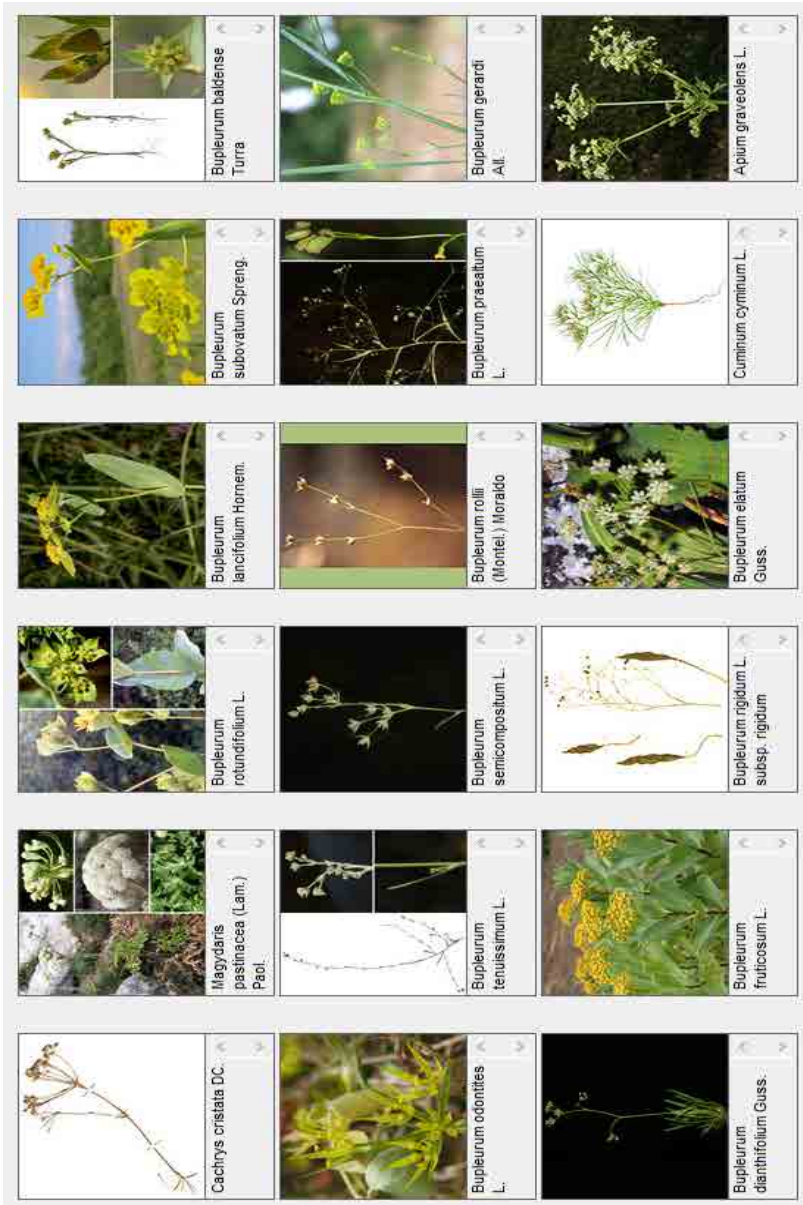 Cachrys cristata DC.
Magydaris
pastinacea (Lam.)
Paol.
Bupleurum
rotundifolium L.
Bupleurum
lancifolium Hornem.
Bupleurum
subovatum Spreng.
Bupleurum baldense
Turra
Bupleurum odontites
L.
Bupleurum
tenuissimum L.
Bupleurum
semicompositum L.
Bupleurum rollii
(Montel.) Moraldo
Bupleurum praealtum
L.
Bupleurum gerardi
All.
Bupleurum
dianthifolium Guss.
Bupleurum
fruticosum L.
Bupleurum rigidum L.
subsp. rigidum
Bupleurum elatum
Guss.
Cuminum cyminum L.
Apium graveolens L.